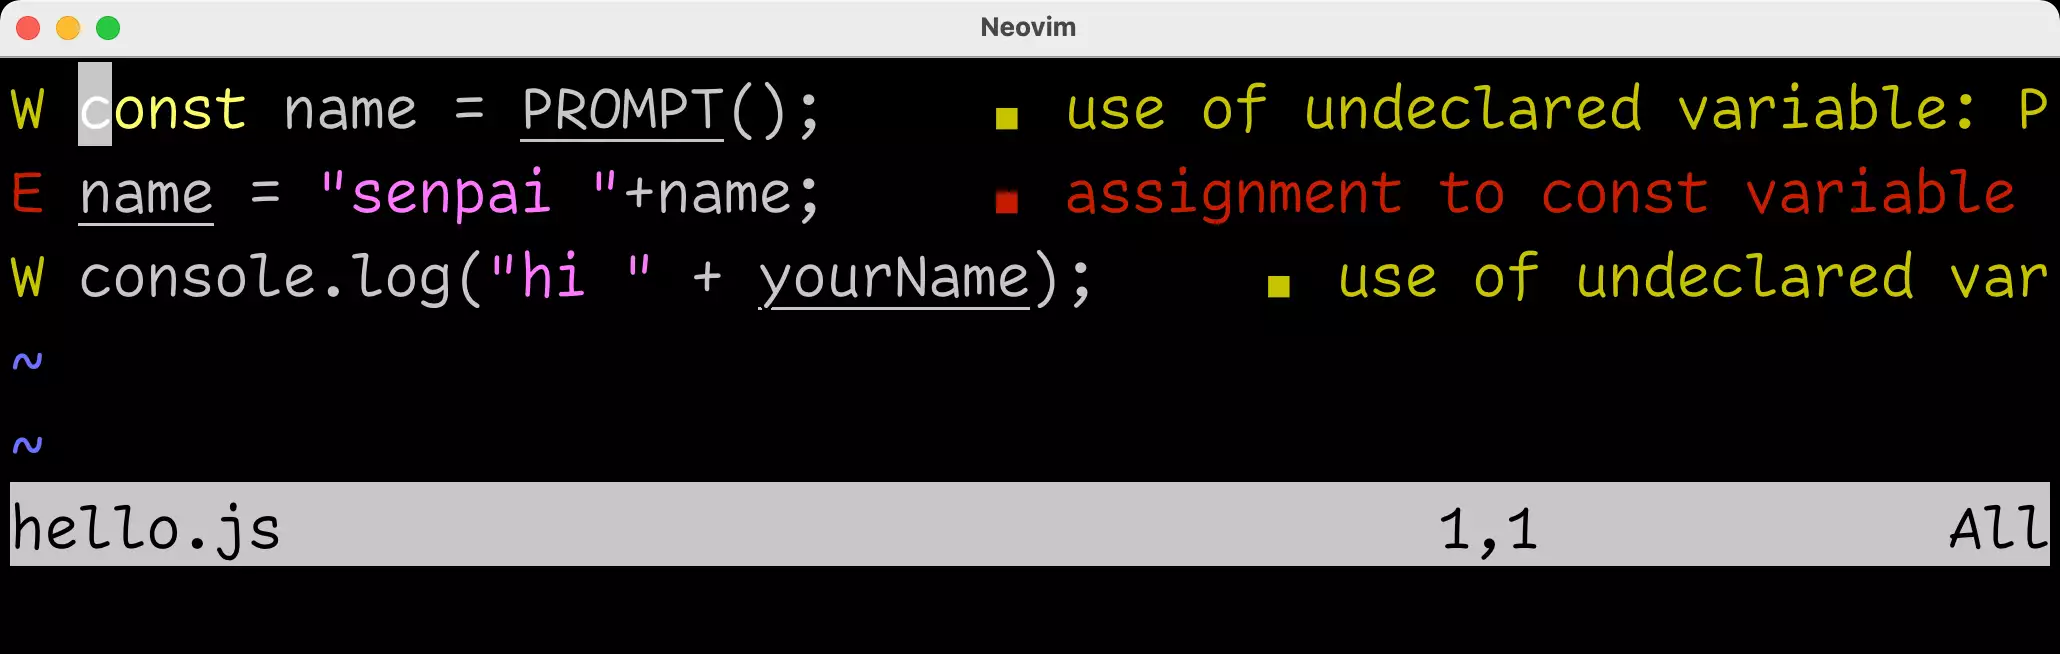 Neovim
W const name = PROMPT(); ■ use of undeclared variable: P
E name = "senpai "+name; ■ assignment to const variable
W console.log("hi " + yourName); ■ use of undeclared var
~
~
hello.js 1,1 All